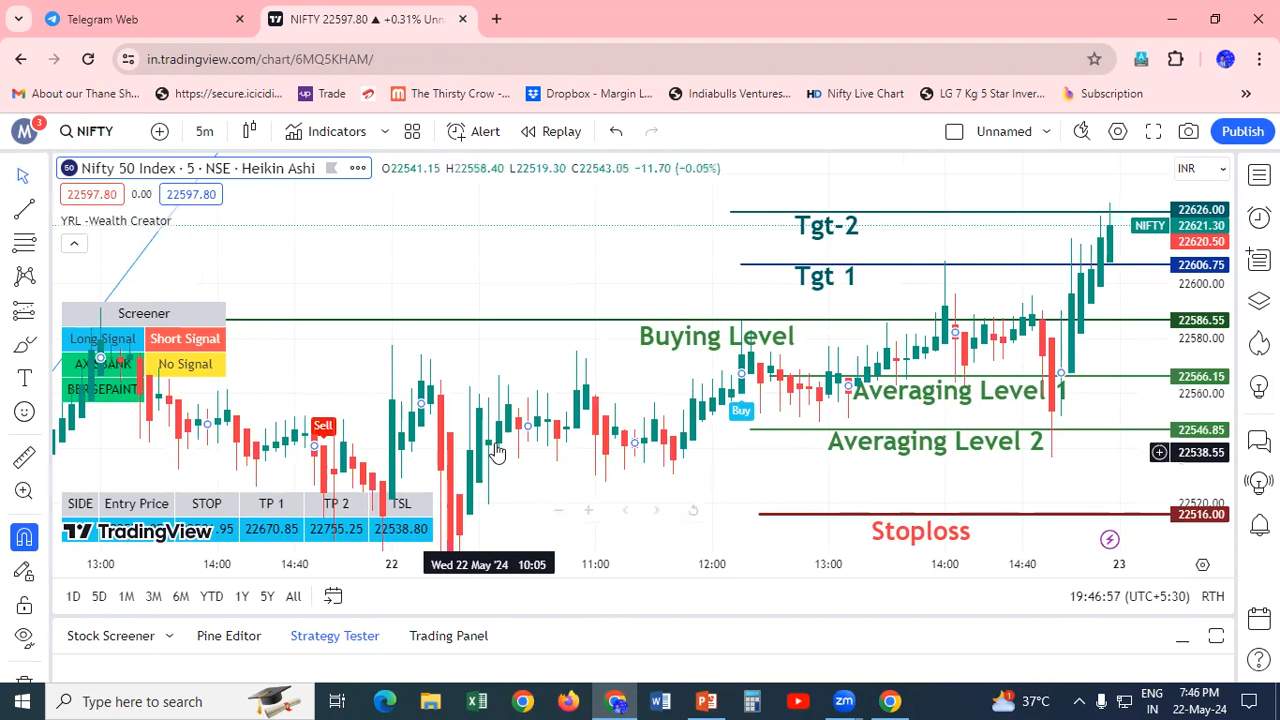 Telegram Web
NIFTY 22597.80 ▲ +0.31% Unn
in.tradingview.com/chart/6MQ5KHAM/
About our Thane Sh...
https://secure.icicidi...
Trade
The Thirsty Crow -...
Dropbox - Margin L...
Indiabulls Ventures...
HD Nifty Live Chart
LG 7 Kg 5 Star Inver...
Subscription
M 3
NIFTY
5m
Indicators
Alert
Replay
Unnamed
Publish
50 Nifty 50 Index · 5 · NSE · Heikin Ashi
O22541.15 H22558.40 L22519.30 C22543.05 −11.70 (−0.05%)
INR
22597.80 0.00 22597.80
YRL -Wealth Creator
Tgt-2
22626.00
NIFTY 22621.30
22620.50
Tgt 1
22606.75
22600.00
Screener
Long Signal Short Signal
No Signal
BERGEPAINT
Buying Level
22586.55
22580.00
22566.15
Averaging Level 1
22560.00
Buy
Sell
22546.85
Averaging Level 2
22538.55
SIDE Entry Price STOP TP 1 TP 2 TSL
.95 22670.85 22755.25 22538.80
TradingView
22520.00
22516.00
Stoploss
13:00 14:00 14:40 22 Wed 22 May '24 10:05 11:00 12:00 13:00 14:00 14:40 23
1D 5D 1M 3M 6M YTD 1Y 5Y All
19:46:57 (UTC+5:30) RTH
Stock Screener
Pine Editor
Strategy Tester
Trading Panel
Type here to search
1
37°C
ENG
IN
7:46 PM
22-May-24